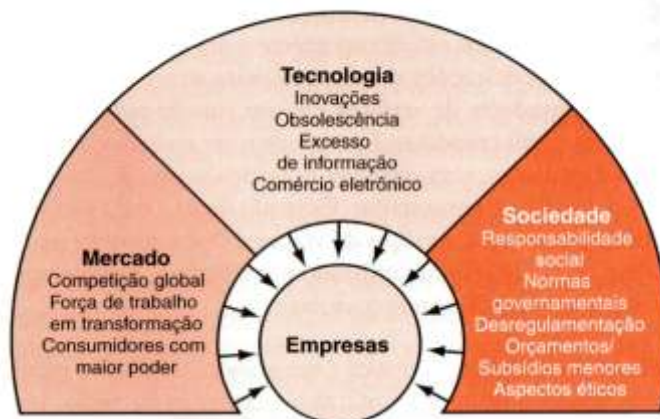 Tecnologia
Inovações
Obsolescência
Excesso
de informação
Comércio eletrônico
Mercado
Competição global
Força de trabalho
em transformação
Consumidores com
maior poder
Sociedade
Responsabilidade
social
Normas
governamentais
Desregulamentação
Orçamentos/
Subsídios menores
Aspectos éticos
Empresas